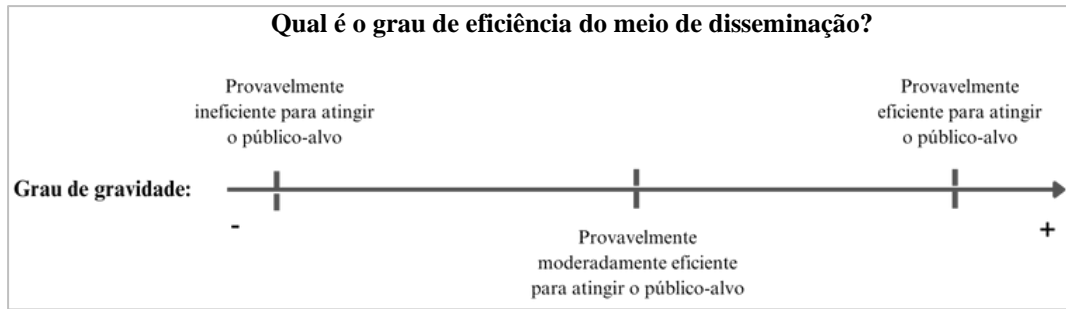 Qual é o grau de eficiência do meio de disseminação?
Provavelmente
ineficiente para atingir
o público-alvo
Provavelmente
eficiente para atingir
o público-alvo
Grau de gravidade:
-
+
Provavelmente
moderadamente eficiente
para atingir o público-alvo